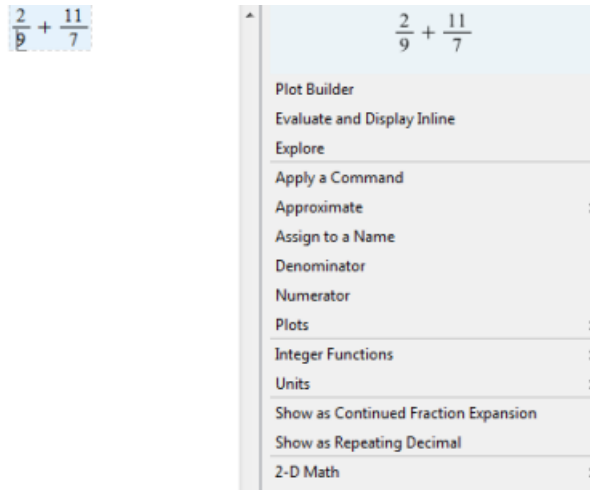 2/9 + 11/7
2/9 + 11/7
Plot Builder
Evaluate and Display Inline
Explore
Apply a Command
Approximate
Assign to a Name
Denominator
Numerator
Plots
Integer Functions
Units
Show as Continued Fraction Expansion
Show as Repeating Decimal
2-D Math